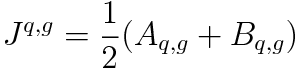 $J^{q,g} = \frac{1}{2}(A_{q,g} + B_{q,g})$